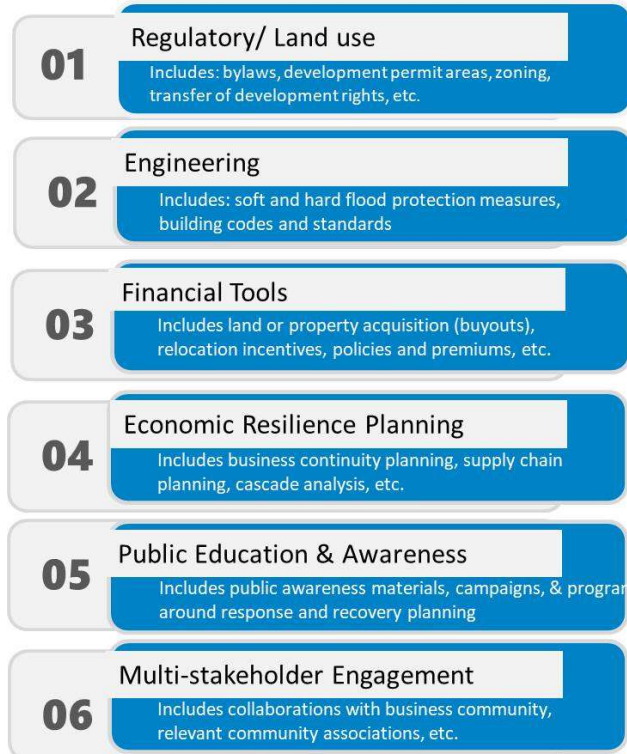 01
Regulatory/ Land use
Includes: bylaws, development permit areas, zoning,
transfer of development rights, etc.
02
Engineering
Includes: soft and hard flood protection measures,
building codes and standards
03
Financial Tools
Includes land or property acquisition (buyouts),
relocation incentives, policies and premiums, etc.
04
Economic Resilience Planning
Includes business continuity planning, supply chain
planning, cascade analysis, etc.
05
Public Education & Awareness
Includes public awareness materials, campaigns, &
around response and recovery planning
06
Multi-stakeholder Engagement
Includes collaborations with business community,
relevant community associations, etc.